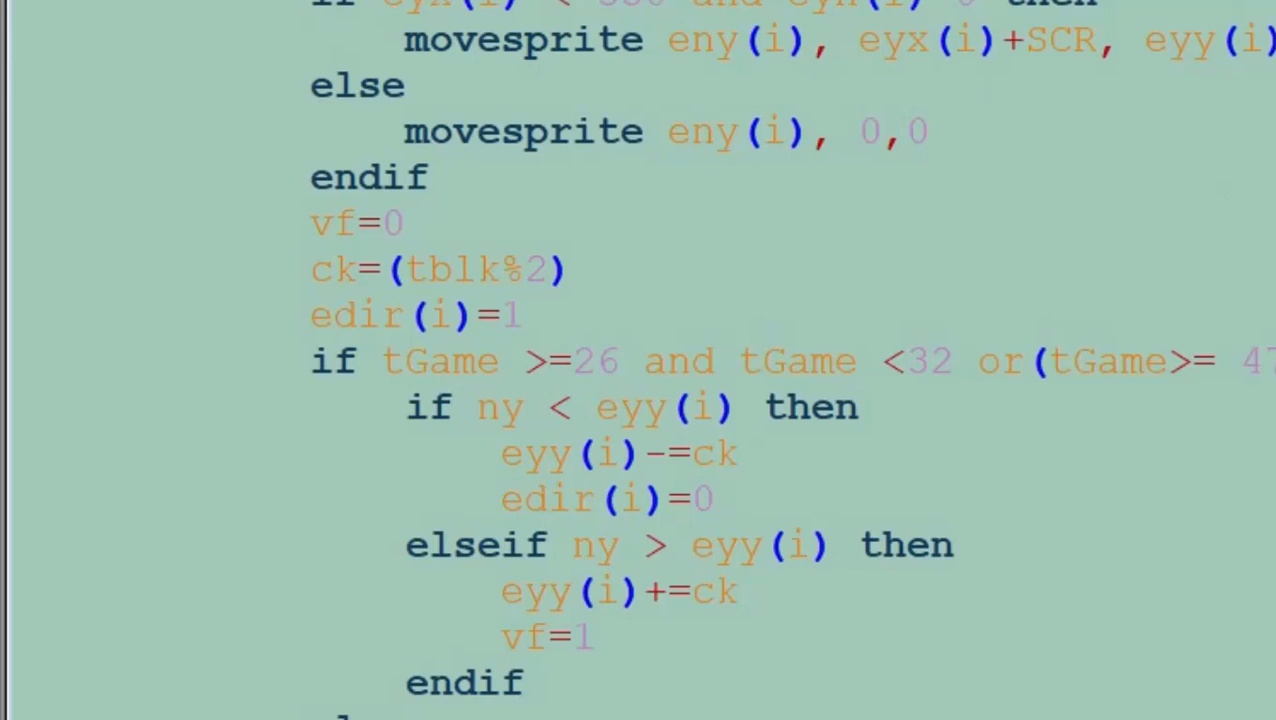 movesprite eny(i), eyx(i)+SCR, eyy(i)
else
movesprite eny(i), 0,0
endif
vf=0
ck=(tblk%2)
edir(i)=1
if tGame >=26 and tGame <32 or(tGame>= 47
if ny < eyy(i) then
eyy(i)-=ck
edir(i)=0
elseif ny > eyy(i) then
eyy(i)+=ck
vf=1
endif